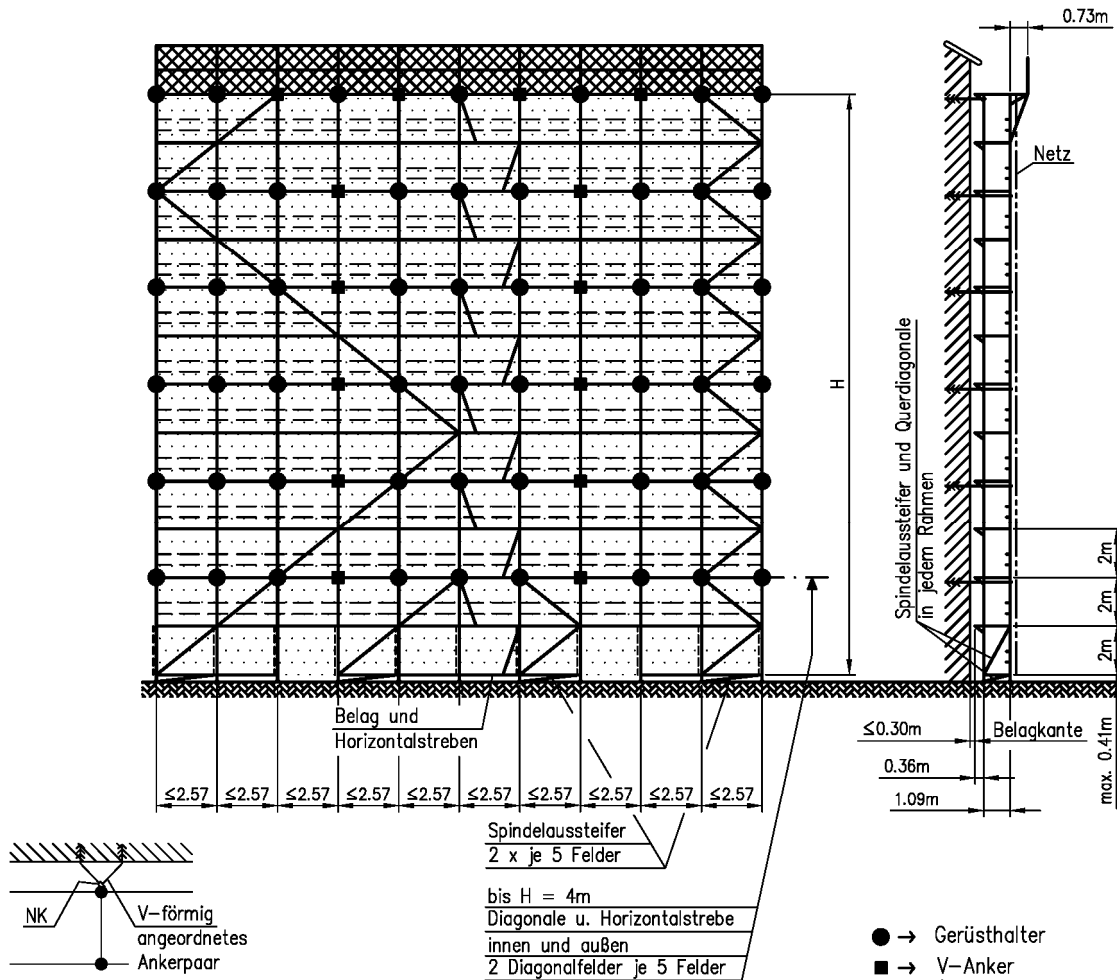 0.73m
Netz
H
Spindelaussteifer und Querdiagonale
in jedem Rahmen
2m
2m
2m
max. 0.41m
Belag und
Horizontalstreben
≤0.30m
Belagkante
0.36m
1.09m
≤2.57 ≤2.57 ≤2.57 ≤2.57 ≤2.57 ≤2.57 ≤2.57 ≤2.57 ≤2.57 ≤2.57
Spindelaussteifer
2 x je 5 Felder
bis H = 4m
Diagonale u. Horizontalstrebe
innen und außen
2 Diagonalfelder je 5 Felder
NK
V-förmig
angeordnetes
Ankerpaar
● → Gerüsthalter
■ → V-Anker